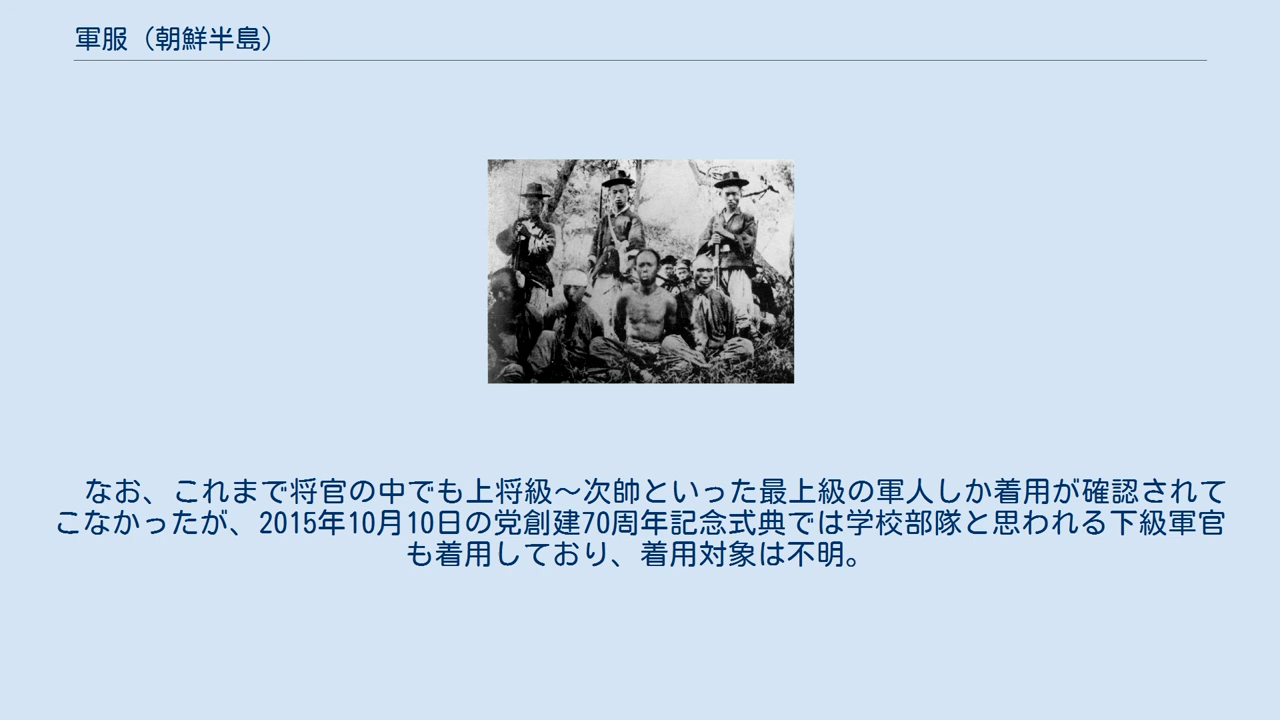 軍服（朝鮮半島）
なお、これまで将官の中でも上将級～次帥といった最上級の軍人しか着用が確認されて
こなかったが、2015年10月10日の党創建70周年記念式典では学校部隊と思われる下級軍官
も着用しており、着用対象は不明。